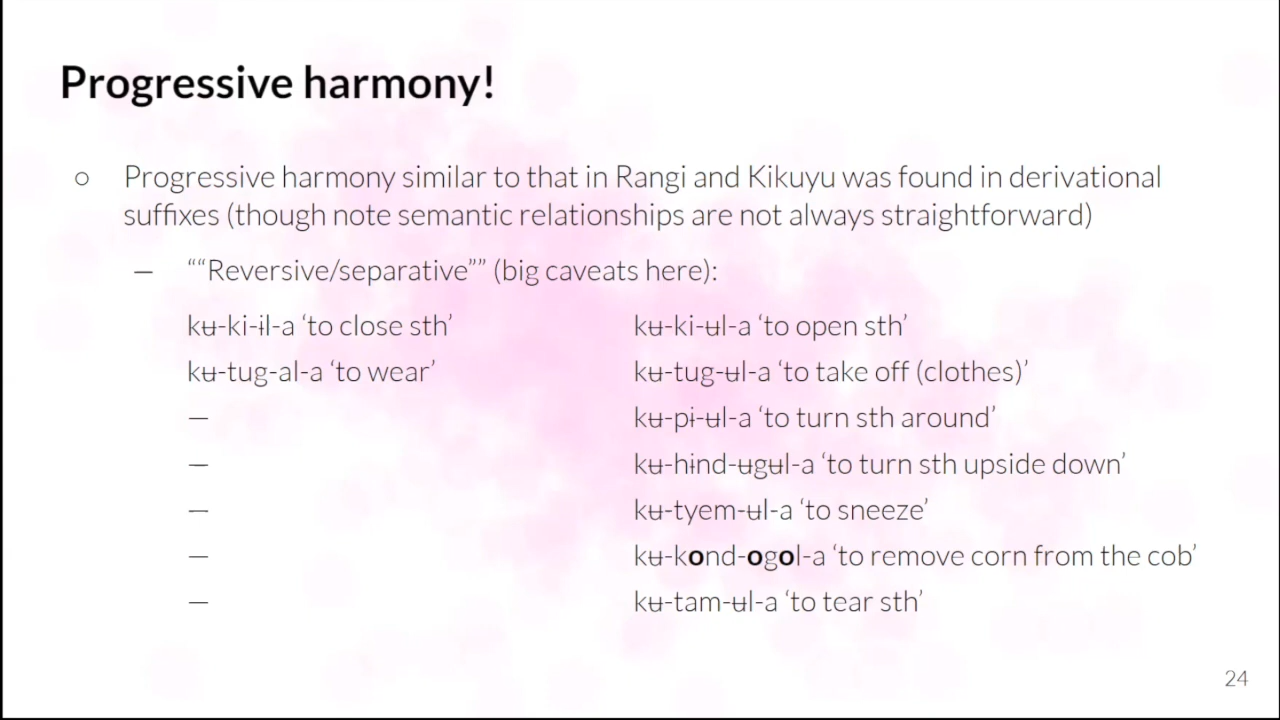 Progressive harmony!
○ Progressive harmony similar to that in Rangi and Kikuyu was found in derivational
suffixes (though note semantic relationships are not always straightforward)
— ““Reversive/separative”” (big caveats here):
kʉ-ki-ɨl-a ‘to close sth’ kʉ-ki-ʉl-a ‘to open sth’
kʉ-tug-al-a ‘to wear’ kʉ-tug-ʉl-a ‘to take off (clothes)’
— kʉ-pɨ-ʉl-a ‘to turn sth around’
— kʉ-hɨnd-ʉgʉl-a ‘to turn sth upside down’
— kʉ-tyem-ʉl-a ‘to sneeze’
— kʉ-kond-ogol-a ‘to remove corn from the cob’
— kʉ-tam-ʉl-a ‘to tear sth’
24